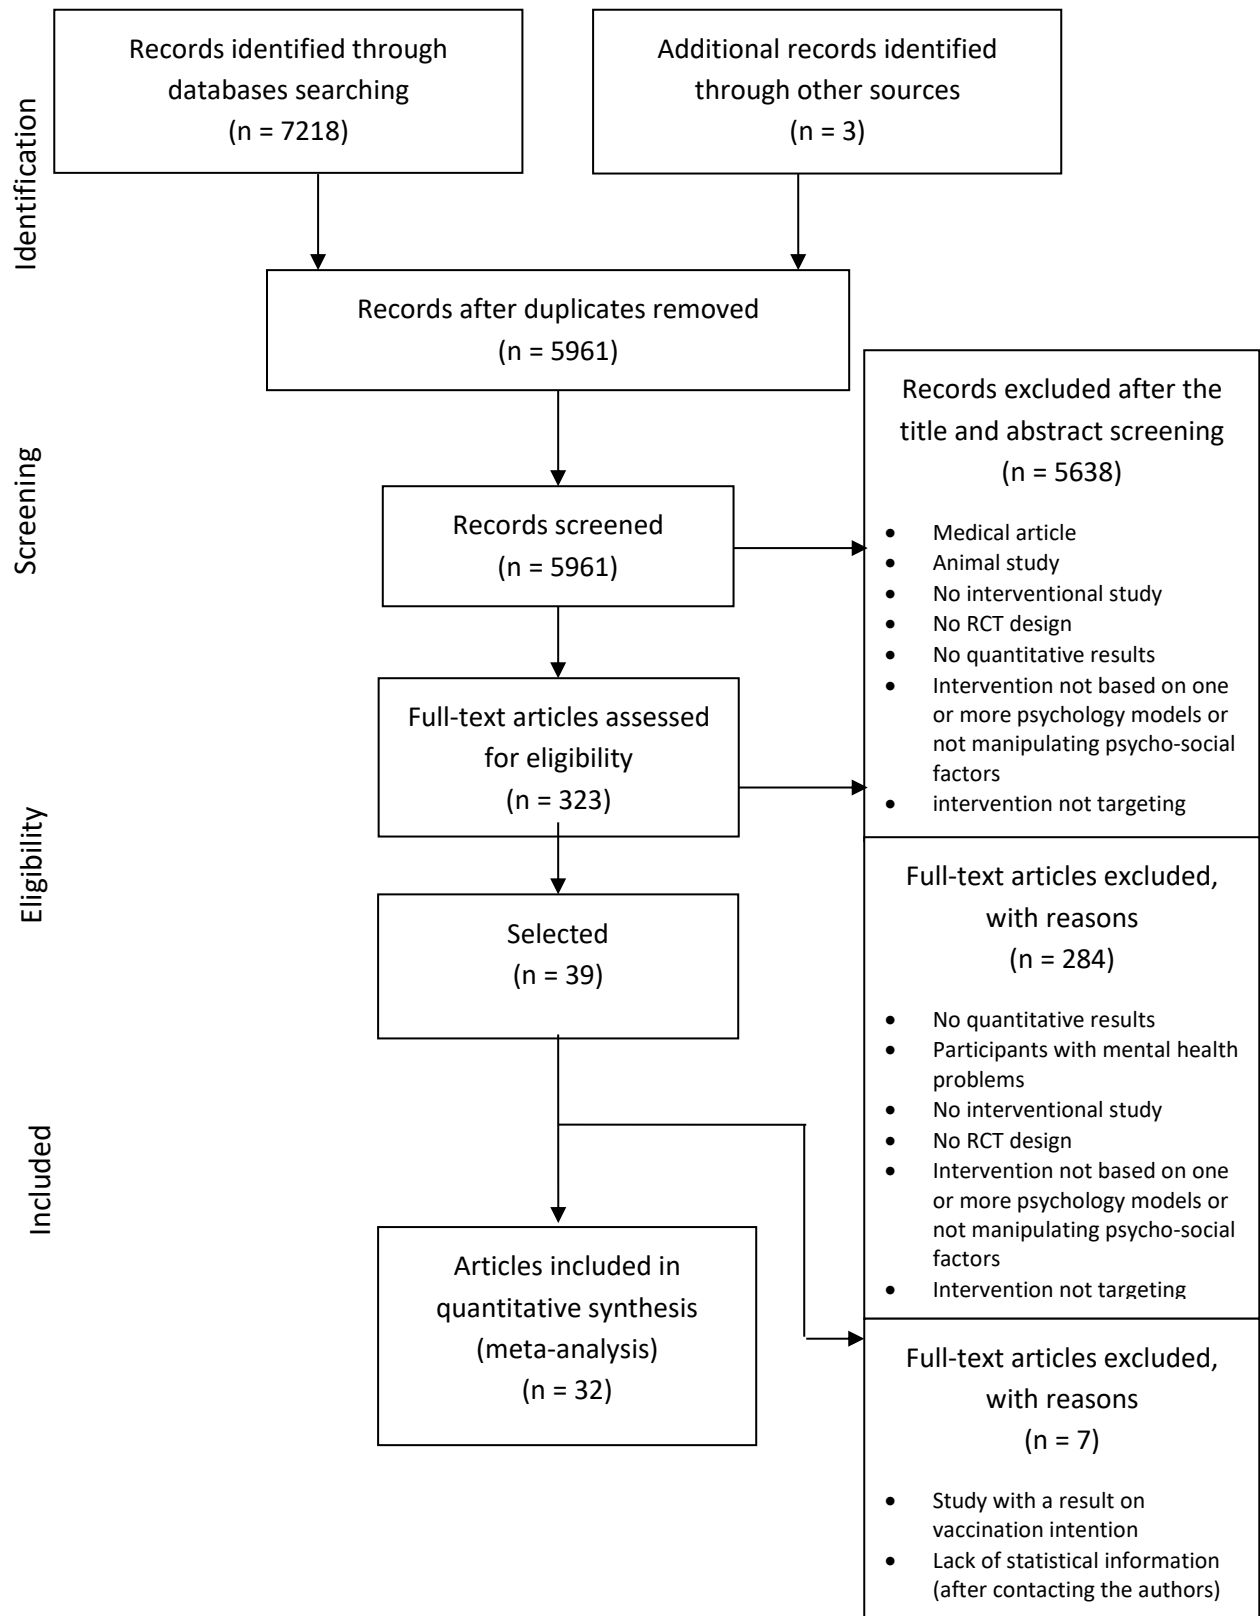 Identification
Records identified through
databases searching
(n = 7218)
Additional records identified
through other sources
(n = 3)
Records after duplicates removed
(n = 5961)
Screening
Records screened
(n = 5961)
Records excluded after the
title and abstract screening
(n = 5638)
• Medical article
• Animal study
• No interventional study
• No RCT design
• No quantitative results
• Intervention not based on one
or more psychology models or
not manipulating psycho-social
factors
• intervention not targeting
Eligibility
Full-text articles assessed
for eligibility
(n = 323)
Selected
(n = 39)
Full-text articles excluded,
with reasons
(n = 284)
• No quantitative results
• Participants with mental health
problems
• No interventional study
• No RCT design
• Intervention not based on one
or more psychology models or
not manipulating psycho-social
factors
• Intervention not targeting
Included
Articles included in
quantitative synthesis
(meta-analysis)
(n = 32)
Full-text articles excluded,
with reasons
(n = 7)
• Study with a result on
vaccination intention
• Lack of statistical information
(after contacting the authors)